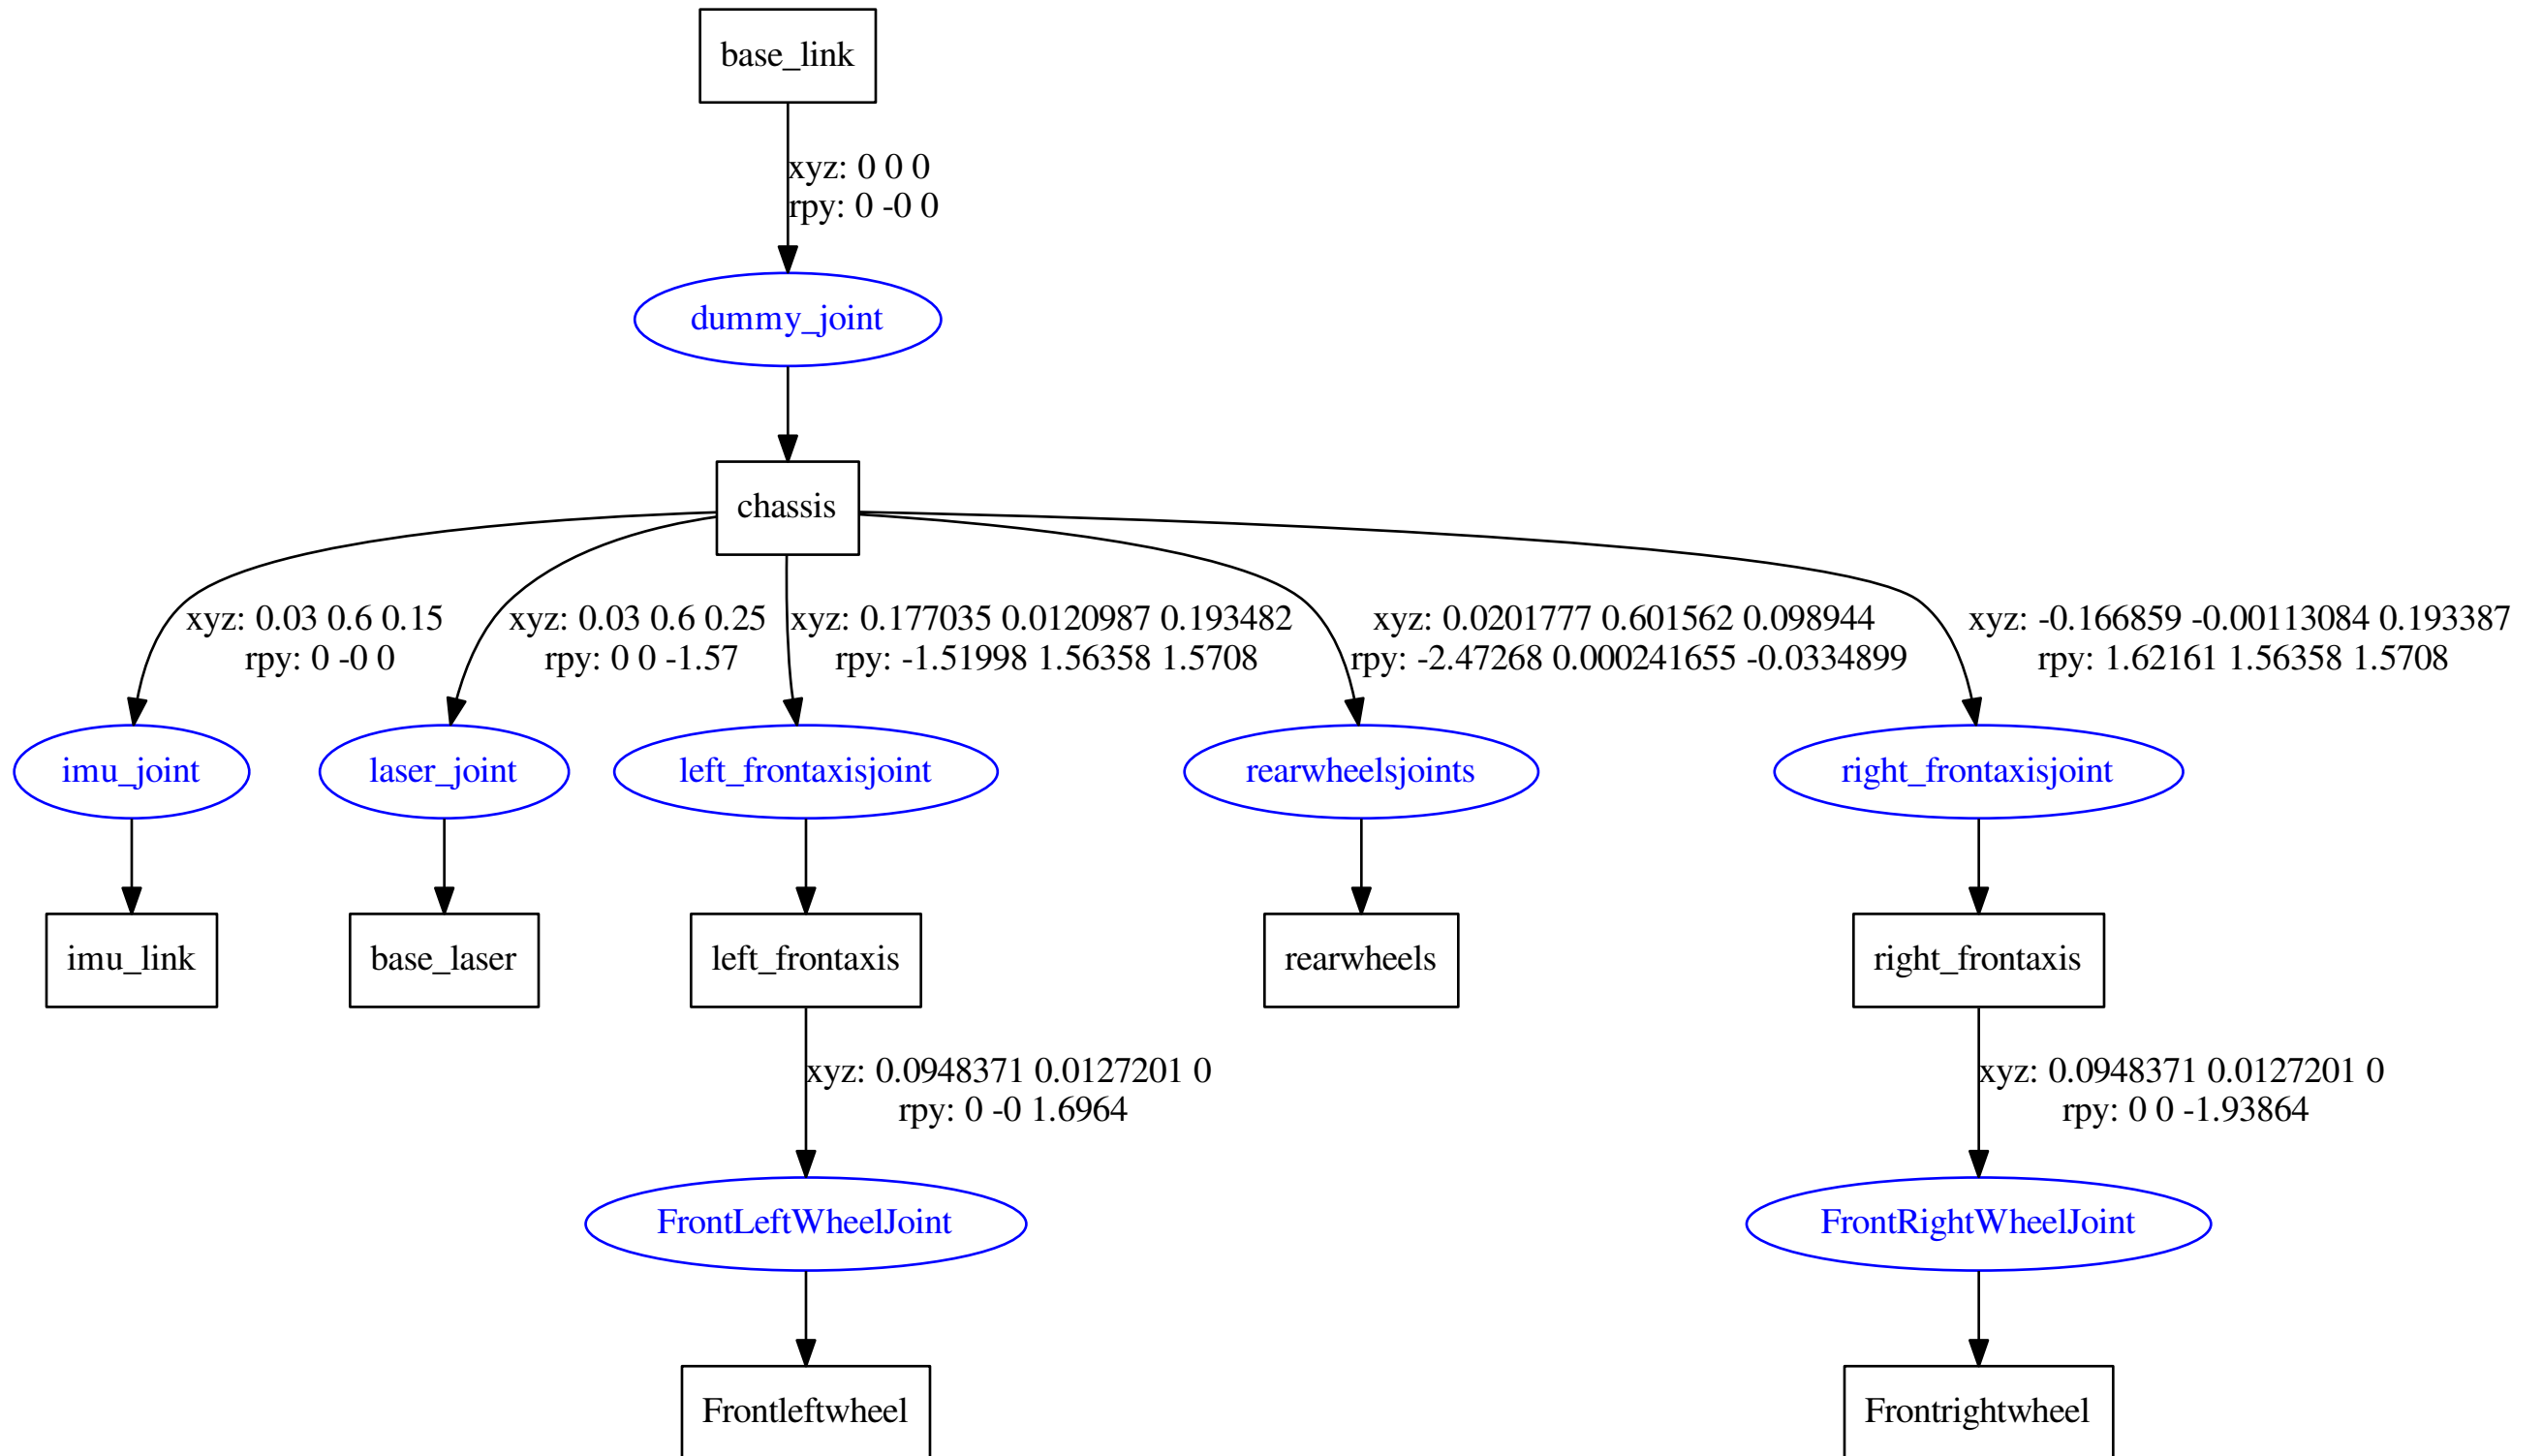 base_link
xyz: 0 0 0
rpy: 0 -0 0
dummy_joint
chassis
xyz: 0.03 0.6 0.15
rpy: 0 -0 0
xyz: 0.03 0.6 0.25
rpy: 0 0 -1.57
xyz: 0.177035 0.0120987 0.193482
rpy: -1.51998 1.56358 1.5708
xyz: 0.0201777 0.601562 0.098944
rpy: -2.47268 0.000241655 -0.0334899
xyz: -0.166859 -0.00113084 0.193387
rpy: 1.62161 1.56358 1.5708
imu_joint
laser_joint
left_frontaxisjoint
rearwheelsjoints
right_frontaxisjoint
imu_link
base_laser
left_frontaxis
rearwheels
right_frontaxis
xyz: 0.0948371 0.0127201 0
rpy: 0 -0 1.6964
xyz: 0.0948371 0.0127201 0
rpy: 0 0 -1.93864
FrontLeftWheelJoint
FrontRightWheelJoint
Frontleftwheel
Frontrightwheel